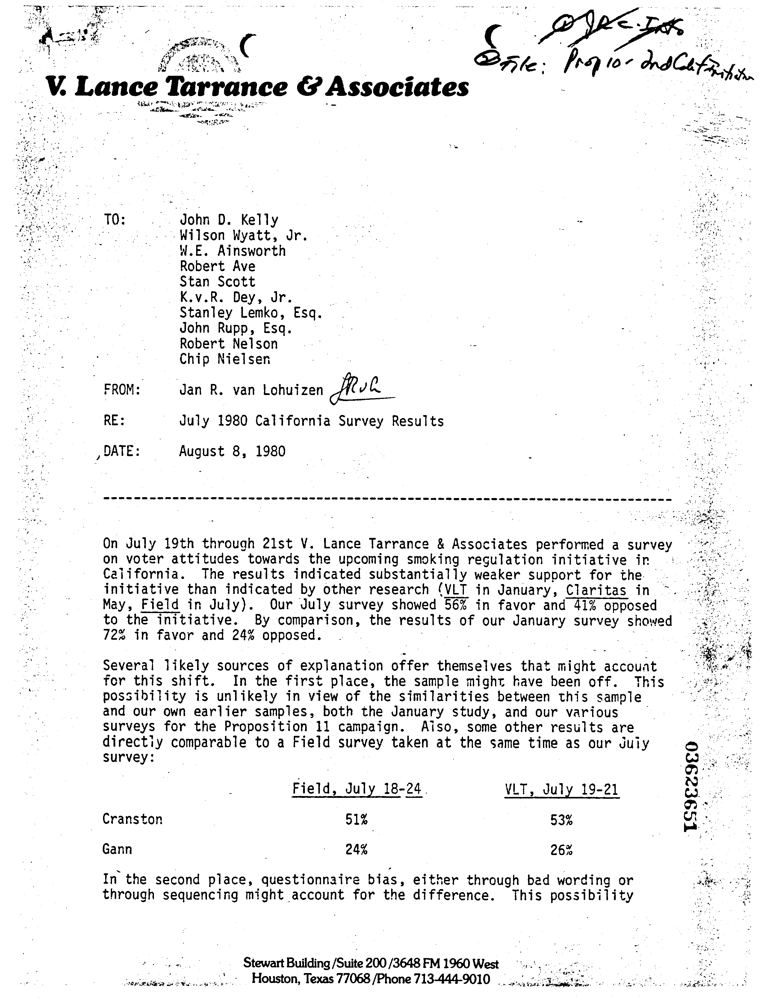 File:
V. Lance Tarrance & Associates
TO: John D. Kelly
Wilson Wyatt, Jr.
W.E. Ainsworth
Robert Ave
Stan Scott
K.v.R. Dey, Jr.
Stanley Lemko, Esq.
John Rupp, Esq.
Robert Nelson
Chip Nielsen
FROM: Jan R. van Lohuizen JRvL
RE: July 1980 California Survey Results
DATE: August 8, 1980
On July 19th through 21st V. Lance Tarrance & Associates performed a survey
on voter attitudes towards the upcoming smoking regulation initiative in
California. The results indicated substantially weaker support for the
initiative than indicated by other research (VLT in January, Claritas in
May, Field in July). Our July survey showed 56% in favor and 41% opposed
to the initiative. By comparison, the results of our January survey showed
72% in favor and 24% opposed.
Several likely sources of explanation offer themselves that might account
for this shift. In the first place, the sample might have been off. This
possibility is unlikely in view of the similarities between this sample
and our own earlier samples, both the January study, and our various
surveys for the Proposition 11 campaign. Also, some other results are
directly comparable to a Field survey taken at the same time as our July
survey:
Field, July 18-24 VLT, July 19-21
Cranston 51% 53%
Gann 24% 26%
In the second place, questionnaire bias, either through bad wording or
through sequencing might account for the difference. This possibility
03623651
Stewart Building/Suite 200/3648 FM 1960 West
Houston, Texas 77068/Phone 713-444-9010